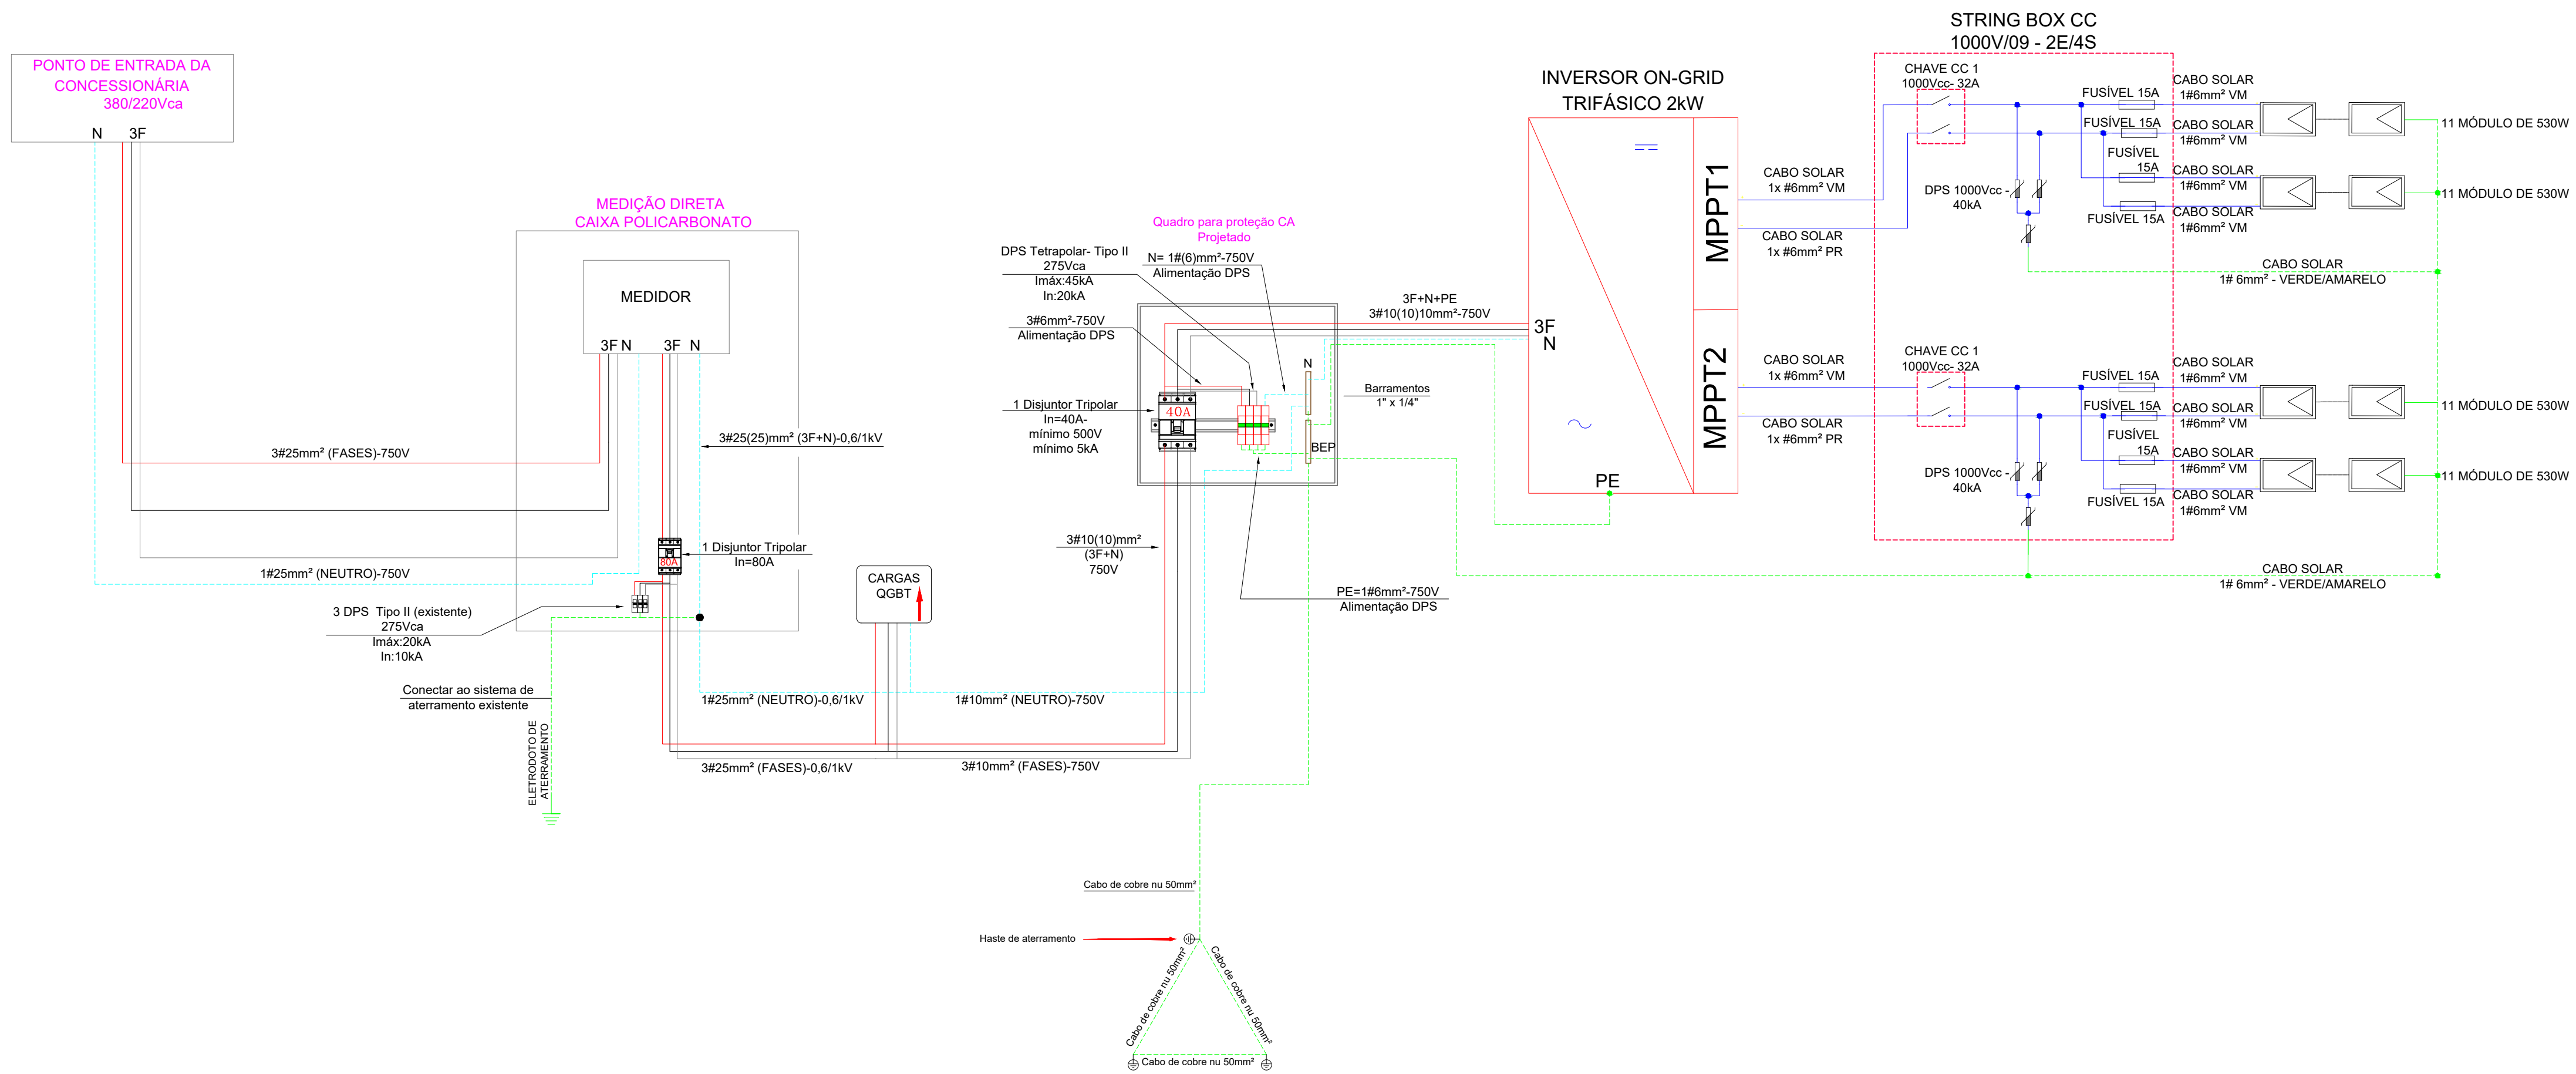 PONTO DE ENTRADA DA
CONCESSIONÁRIA
380/220Vca
N
3F
3#25mm² (FASES)-750V
1#25mm² (NEUTRO)-750V
MEDIÇÃO DIRETA
CAIXA POLICARBONATO
MEDIDOR
3F N
3F N
3#25(25)mm² (3F+N)-0,6/1kV
80A
1 Disjuntor Tripolar
In=80A
3 DPS Tipo II (existente)
275Vca
Imáx:20kA
In:10kA
Conectar ao sistema de
aterramento existente
ELETRODOTO DE
ATERRAMENTO
CARGAS
QGBT
1#25mm² (NEUTRO)-0,6/1kV
1#10mm² (NEUTRO)-750V
3#25mm² (FASES)-0,6/1kV
3#10mm² (FASES)-750V
Quadro para proteção CA
Projetado
DPS Tetrapolar- Tipo II
275Vca
Imáx:45kA
In:20kA
N= 1#(6)mm²-750V
Alimentação DPS
3#6mm²-750V
Alimentação DPS
1 Disjuntor Tripolar
In=40A-
mínimo 500V
mínimo 5kA
40A
N
BEP
Barramentos
1" x 1/4"
3#10(10)mm²
(3F+N)
750V
PE=1#6mm²-750V
Alimentação DPS
3F+N+PE
3#10(10)10mm²-750V
Cabo de cobre nu 50mm²
Haste de aterramento
Cabo de cobre nu 50mm²
Cabo de cobre nu 50mm²
Cabo de cobre nu 50mm²
INVERSOR ON-GRID
TRIFÁSICO 2kW
3F
N
PE
MPPT1
MPPT2
CABO SOLAR
1x #6mm² VM
CABO SOLAR
1x #6mm² PR
CABO SOLAR
1x #6mm² VM
CABO SOLAR
1x #6mm² PR
STRING BOX CC
1000V/09 - 2E/4S
CHAVE CC 1
1000Vcc- 32A
DPS 1000Vcc -
40kA
FUSÍVEL 15A
FUSÍVEL 15A
FUSÍVEL
15A
FUSÍVEL 15A
CABO SOLAR
1#6mm² VM
CABO SOLAR
1#6mm² VM
CABO SOLAR
1#6mm² VM
CABO SOLAR
1#6mm² VM
11 MÓDULO DE 530W
11 MÓDULO DE 530W
CABO SOLAR
1# 6mm² - VERDE/AMARELO
CHAVE CC 1
1000Vcc- 32A
DPS 1000Vcc -
40kA
FUSÍVEL 15A
FUSÍVEL 15A
FUSÍVEL
15A
FUSÍVEL 15A
CABO SOLAR
1#6mm² VM
CABO SOLAR
1#6mm² VM
CABO SOLAR
1#6mm² VM
CABO SOLAR
1#6mm² VM
11 MÓDULO DE 530W
11 MÓDULO DE 530W
CABO SOLAR
1# 6mm² - VERDE/AMARELO